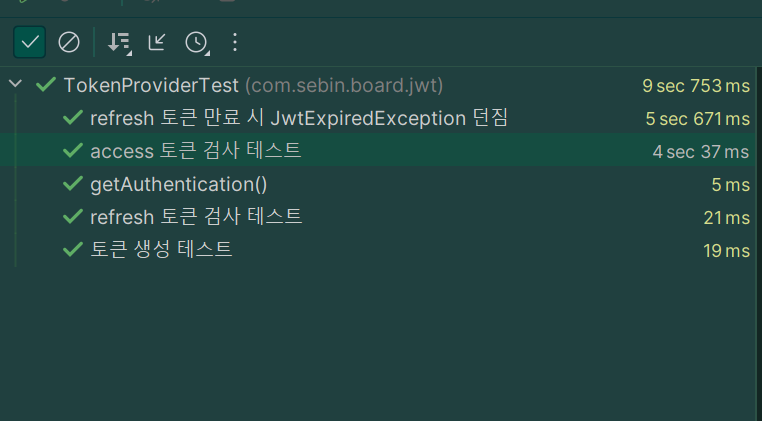 TokenProviderTest (com.sebin.board.jwt) 9 sec 753 ms
refresh 토큰 만료 시 JwtExpiredException 던짐 5 sec 671 ms
access 토큰 검사 테스트 4 sec 37 ms
getAuthentication() 5 ms
refresh 토큰 검사 테스트 21 ms
토큰 생성 테스트 19 ms